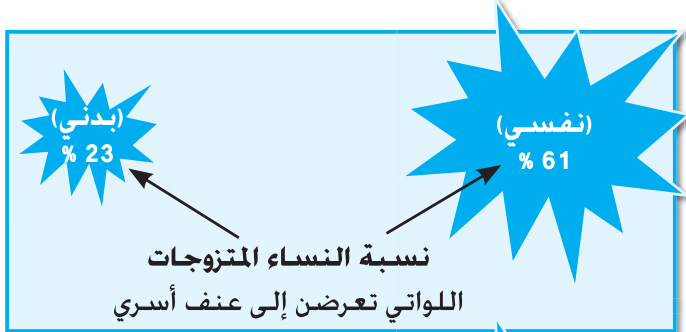 (نفسي)
61 %
(بدني)
23 %
نسبة النساء المتزوجات
اللواتي تعرضن إلى عنف أسري